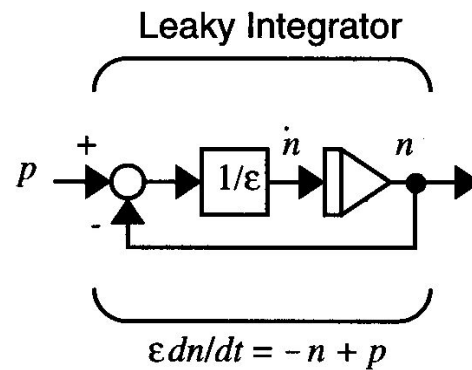 Leaky Integrator
+ ṅ n
p 1/ε
-
ε dn/dt = -n + p